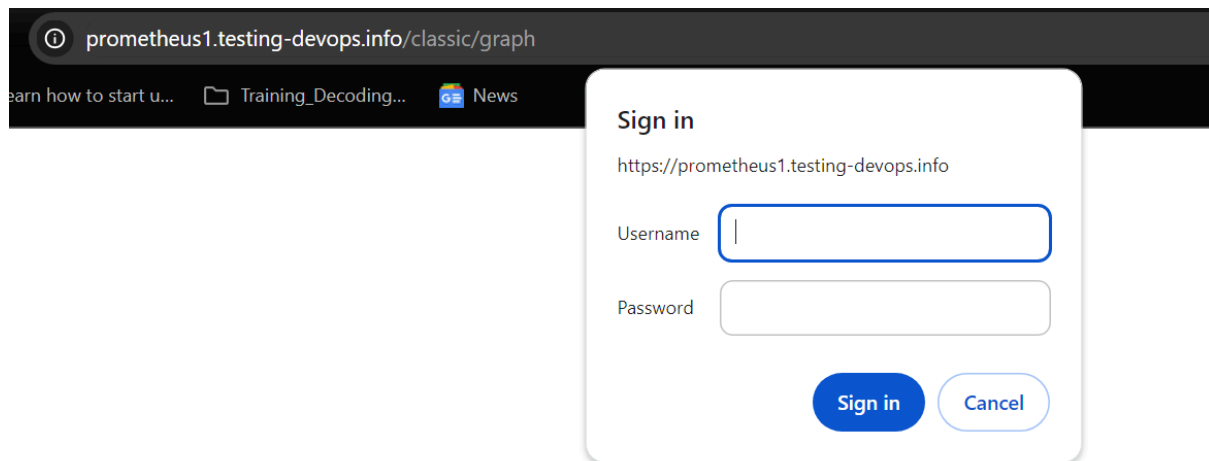 prometheus1.testing-devops.info/classic/graph
earn how to start u... Training_Decoding... News
Sign in
https://prometheus1.testing-devops.info
Username
Password
Sign in Cancel